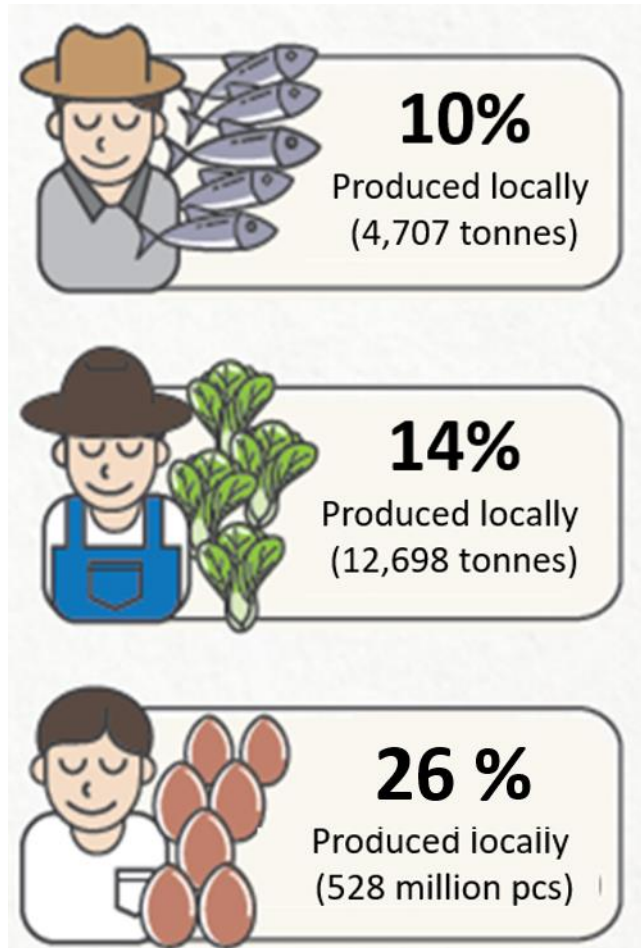 10%
Produced locally
(4,707 tonnes)
14%
Produced locally
(12,698 tonnes)
26 %
Produced locally
(528 million pcs)